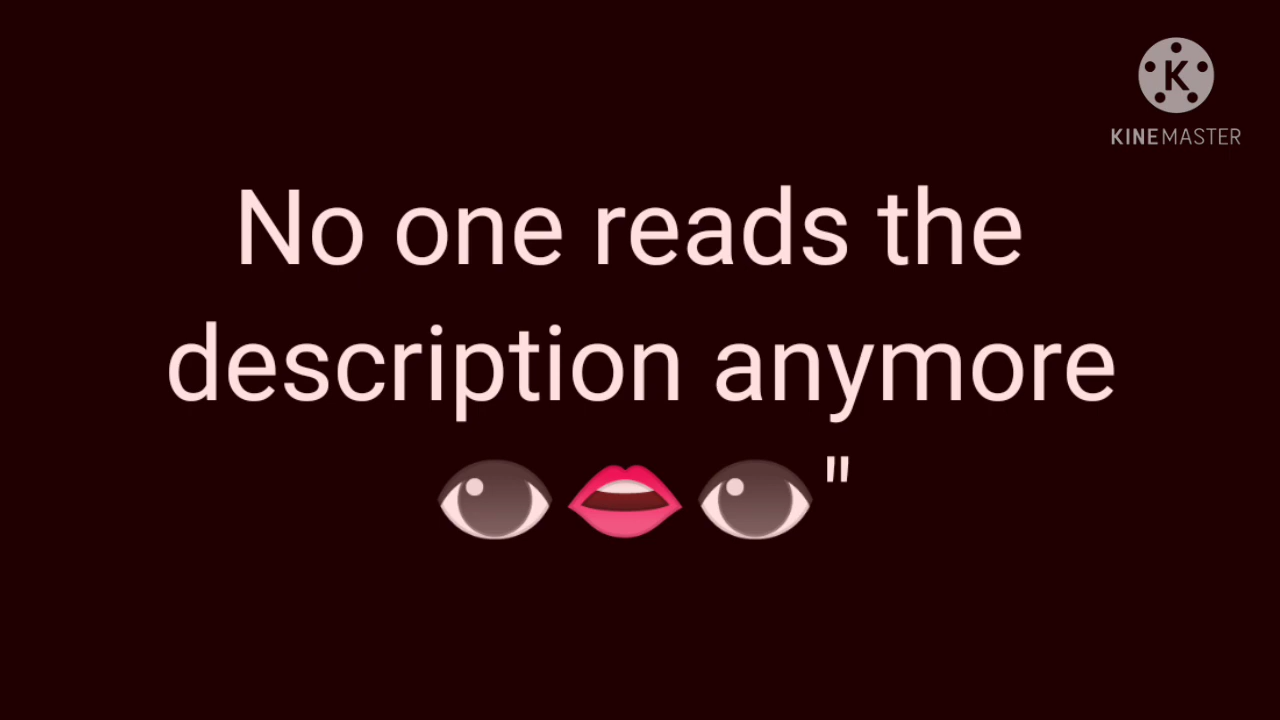 K
KINEMASTER
No one reads the
description anymore
👁👄👁"